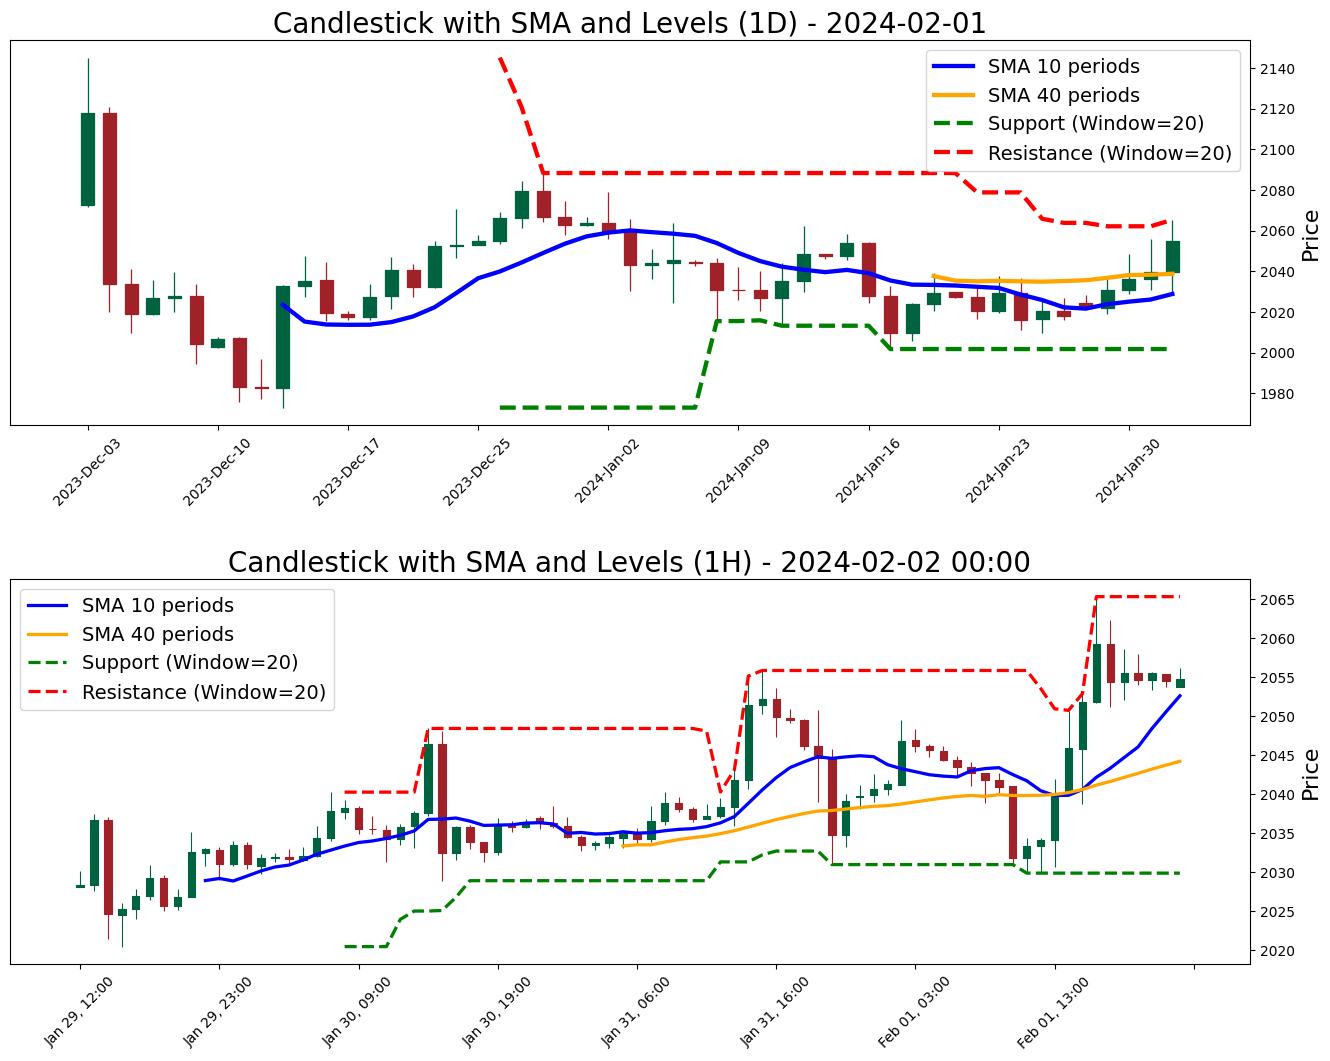 Candlestick with SMA and Levels (1D) - 2024-02-01
SMA 10 periods
SMA 40 periods
Support (Window=20)
Resistance (Window=20)
2140
2120
2100
2080
2060
2040
2020
2000
1980
Price
2023-Dec-03
2023-Dec-10
2023-Dec-17
2023-Dec-25
2024-Jan-02
2024-Jan-09
2024-Jan-16
2024-Jan-23
2024-Jan-30
Candlestick with SMA and Levels (1H) - 2024-02-02 00:00
SMA 10 periods
SMA 40 periods
Support (Window=20)
Resistance (Window=20)
2065
2060
2055
2050
2045
2040
2035
2030
2025
2020
Price
Jan 29, 12:00
Jan 29, 23:00
Jan 30, 09:00
Jan 30, 19:00
Jan 31, 06:00
Jan 31, 16:00
Feb 01, 03:00
Feb 01, 13:00